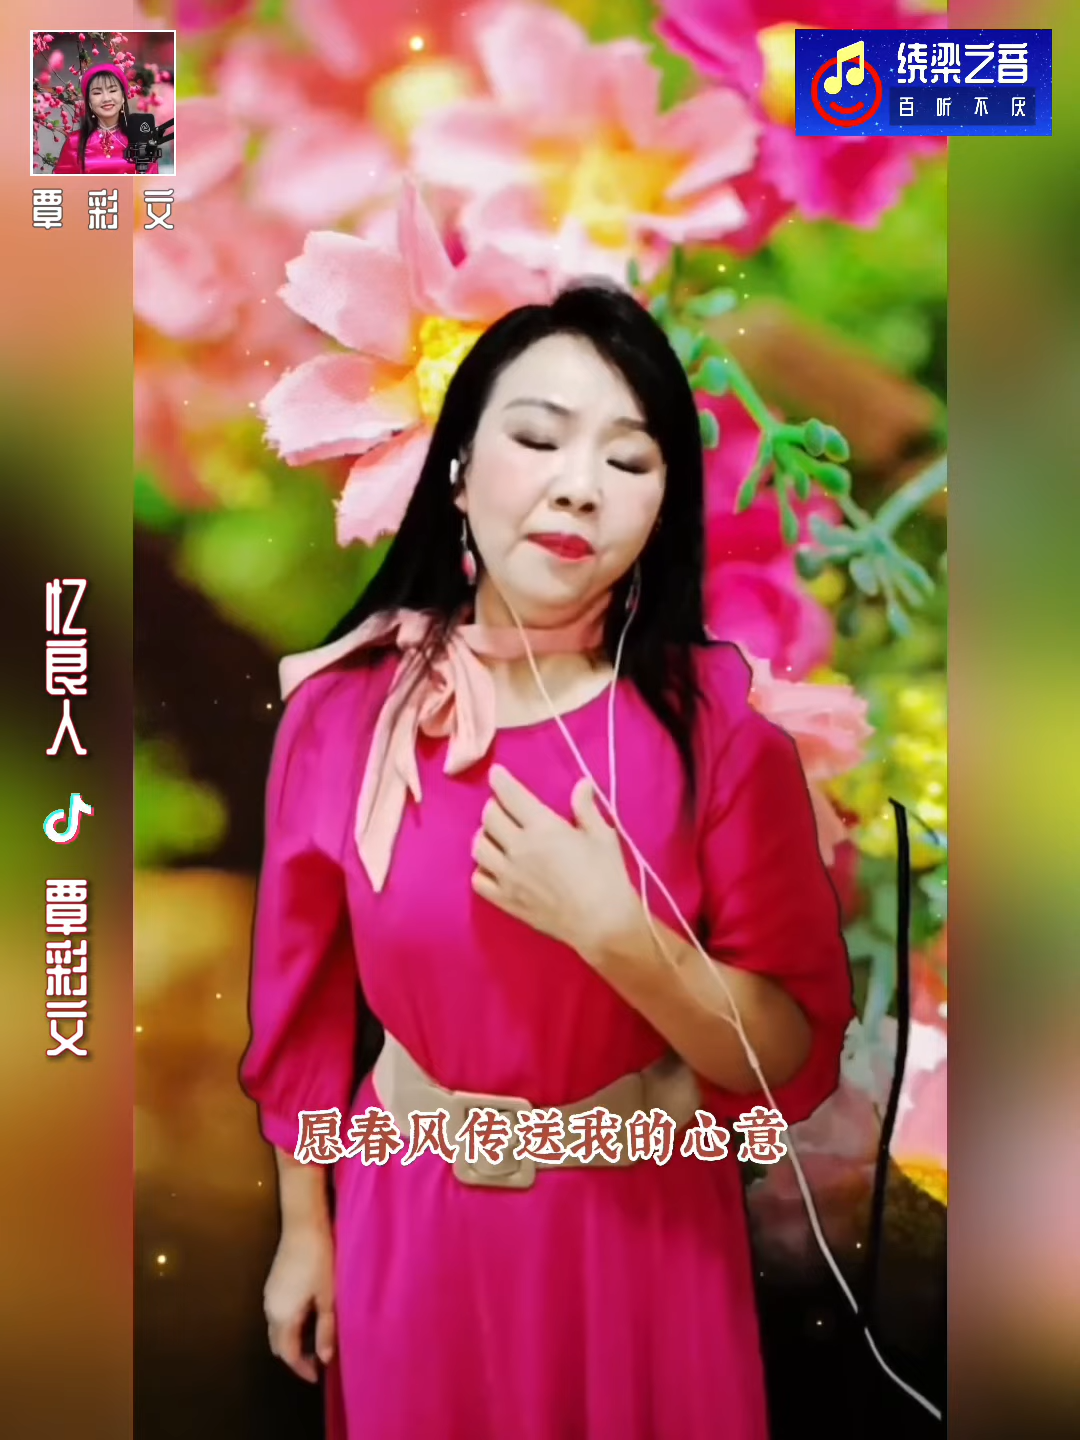 绕梁之音
百听不厌
覃彩文
忆良人
覃彩文
愿春风传送我的心意